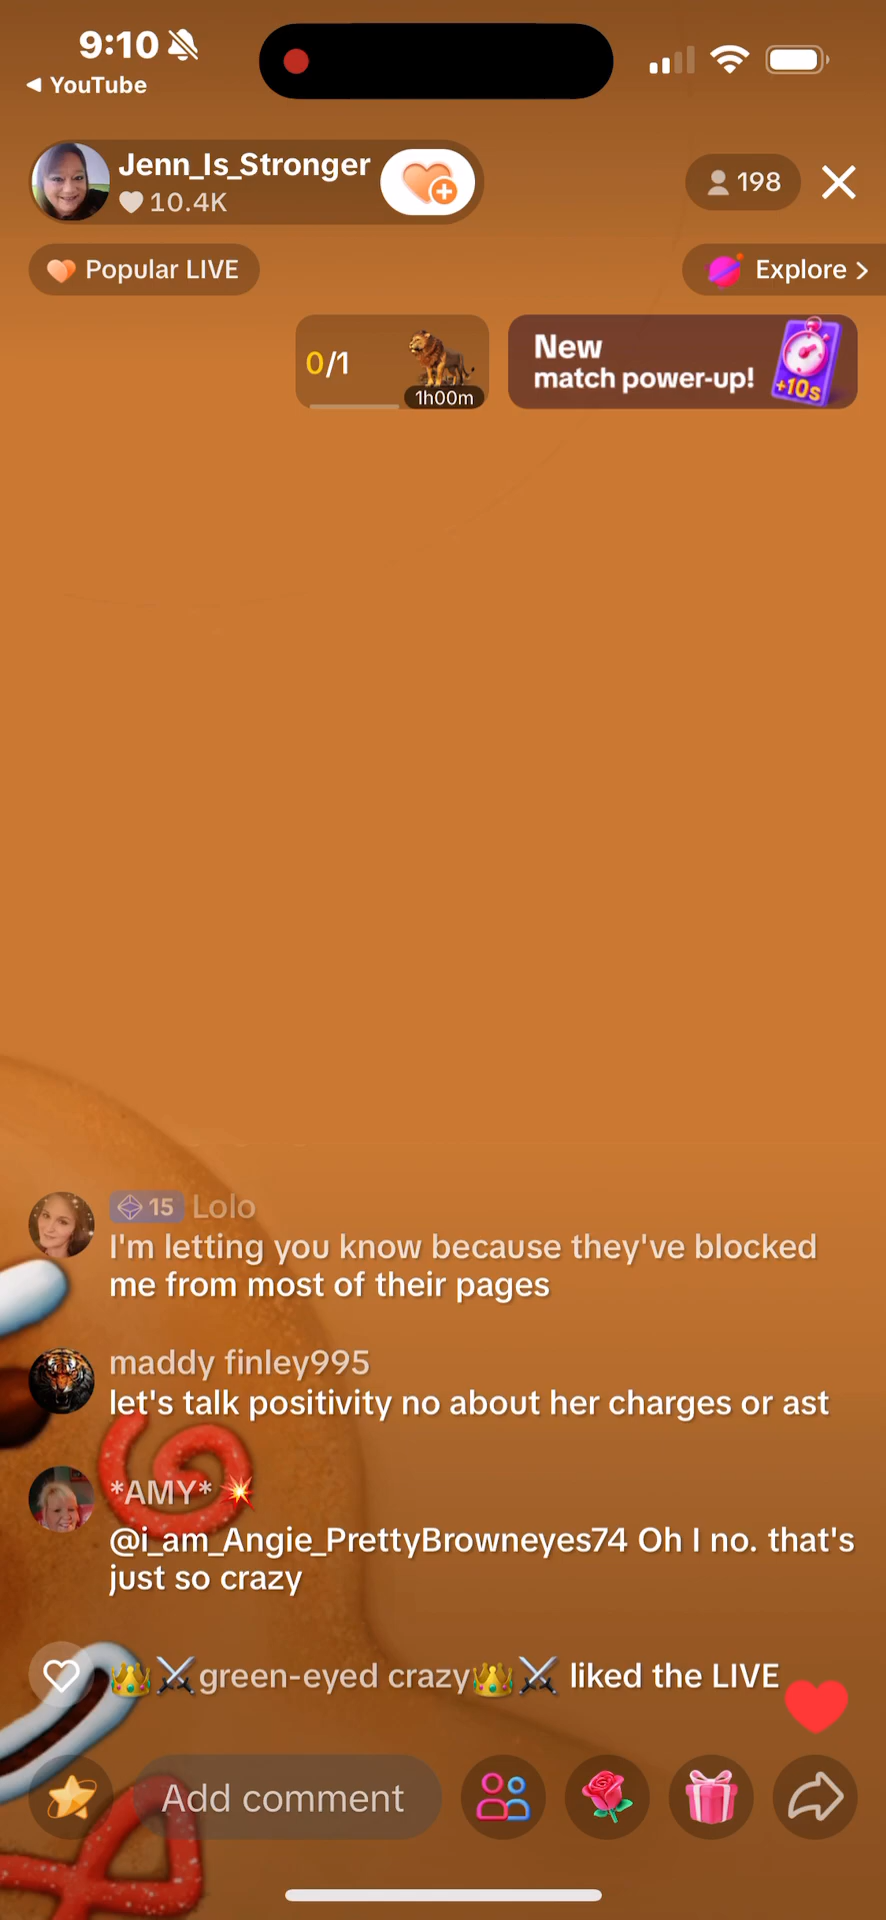 9:10
◀ YouTube
Jenn_Is_Stronger
10.4K
198
Popular LIVE
Explore >
0/1
1h00m
New
match power-up!
+10s
15 Lolo
I'm letting you know because they've blocked
me from most of their pages
maddy finley995
let's talk positivity no about her charges or ast
*AMY*💥
@i_am_Angie_PrettyBrowneyes74 Oh I no. that's
just so crazy
👑⚔️green-eyed crazy👑⚔️ liked the LIVE
Add comment